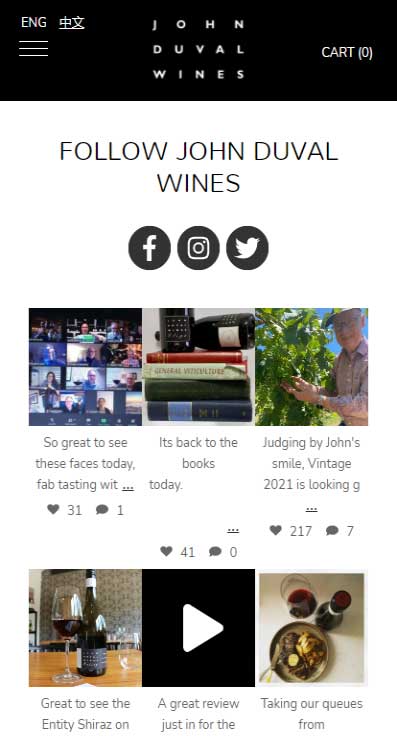 ENG 中文
JOHN
DUVAL
WINES
CART (0)
FOLLOW JOHN DUVAL
WINES
GENERAL VITICULTURE
So great to see
these faces today,
fab tasting wit ...
31 1
Its back to the
books
today.
...
41 0
Judging by John's
smile, Vintage
2021 is looking g
...
217 7
Great to see the
Entity Shiraz on
A great review
just in for the
Taking our queues
from